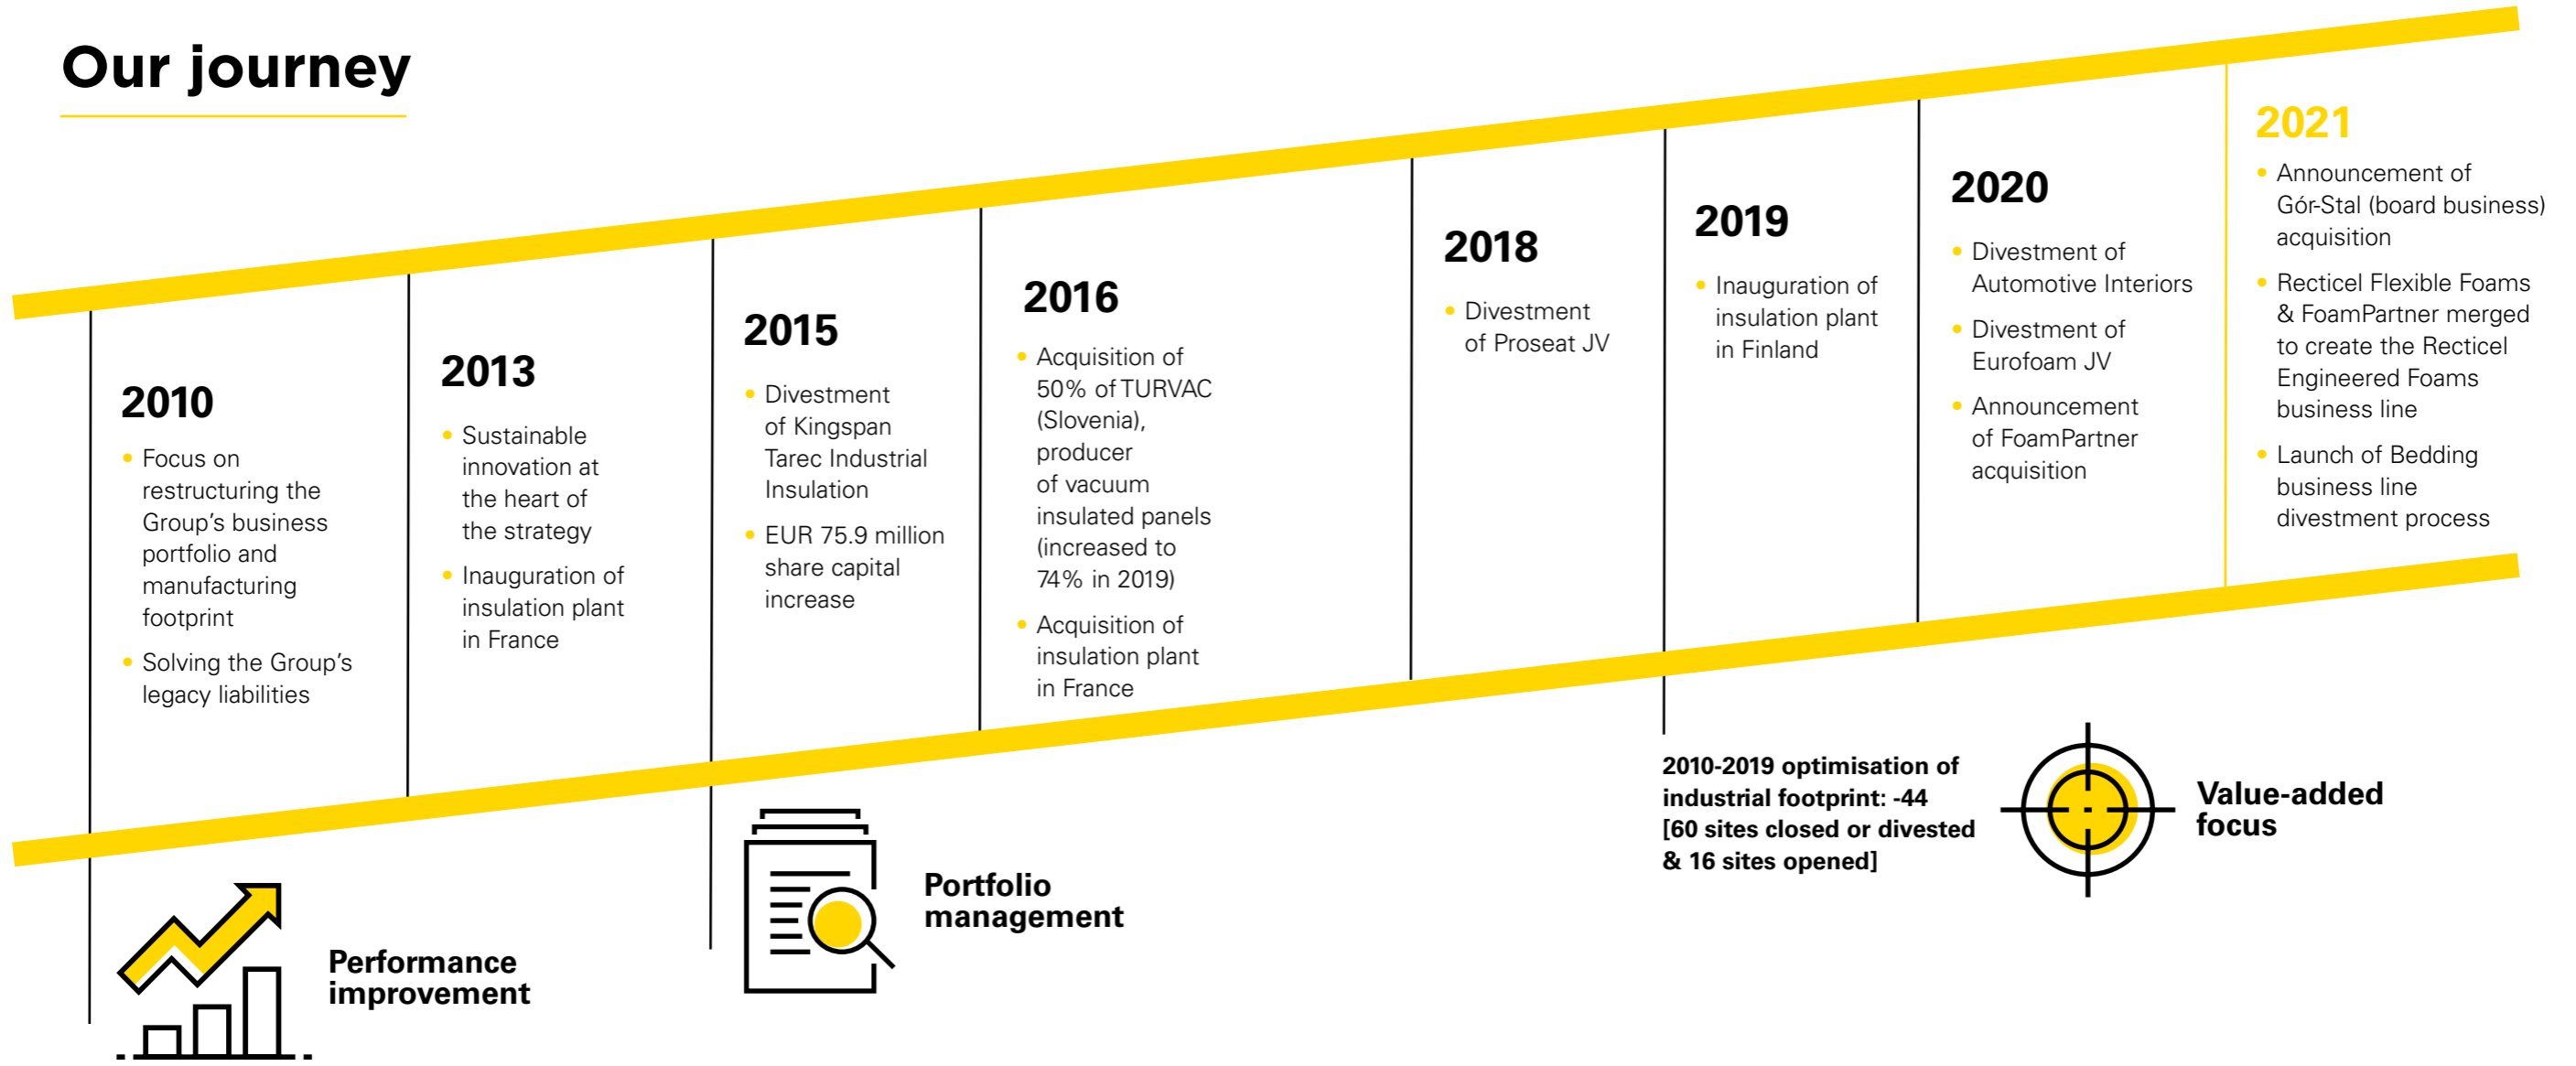 Our journey
2010
• Focus on
restructuring the
Group’s business
portfolio and
manufacturing
footprint
• Solving the Group’s
legacy liabilities
2013
• Sustainable
innovation at
the heart of
the strategy
• Inauguration of
insulation plant
in France
2015
• Divestment
of Kingspan
Tarec Industrial
Insulation
• EUR 75.9 million
share capital
increase
2016
• Acquisition of
50% of TURVAC
(Slovenia),
producer
of vacuum
insulated panels
(increased to
74% in 2019)
• Acquisition of
insulation plant
in France
2018
• Divestment
of Proseat JV
2019
• Inauguration of
insulation plant
in Finland
2020
• Divestment of
Automotive Interiors
• Divestment of
Eurofoam JV
• Announcement
of FoamPartner
acquisition
2021
• Announcement of
Gór-Stal (board business)
acquisition
• Recticel Flexible Foams
& FoamPartner merged
to create the Recticel
Engineered Foams
business line
• Launch of Bedding
business line
divestment process
Performance
improvement
Portfolio
management
2010-2019 optimisation of
industrial footprint: -44
[60 sites closed or divested
& 16 sites opened]
Value-added
focus